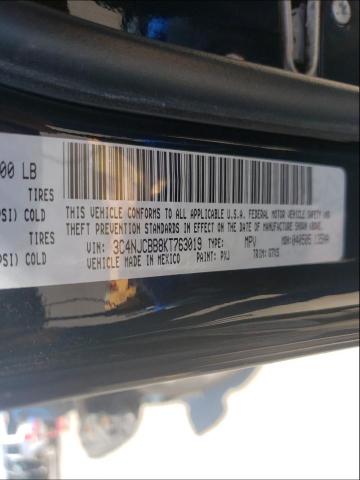 00 LB
TIRES
PSI) COLD
TIRES
PSI) COLD
THIS VEHICLE CONFORMS TO ALL APPLICABLE U.S.A. FEDERAL MOTOR VEHICLE SAFETY AND
THEFT PREVENTION STANDARDS IN EFFECT ON THE DATE OF MANUFACTURE SHOWN ABOVE.
VIN: 3C4NJCBB8KT763019 TYPE: MPV MDH:
VEHICLE MADE IN MEXICO PAINT: PXJ TRIM: